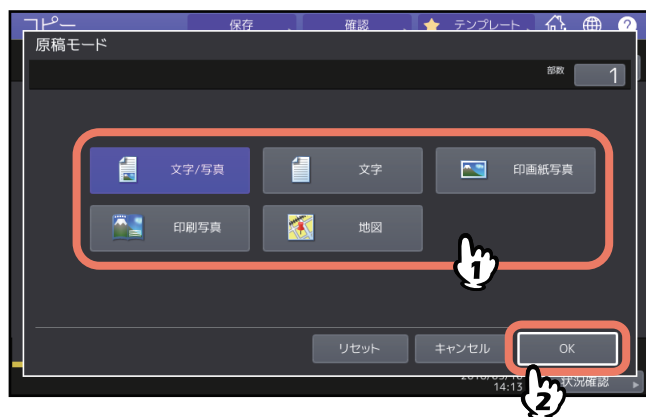 コピー 保存 確認 テンプレート ?
原稿モード
部数 1
文字/写真 文字 印画紙写真
印刷写真 地図
1
リセット キャンセル OK
14:13 状況確認
2